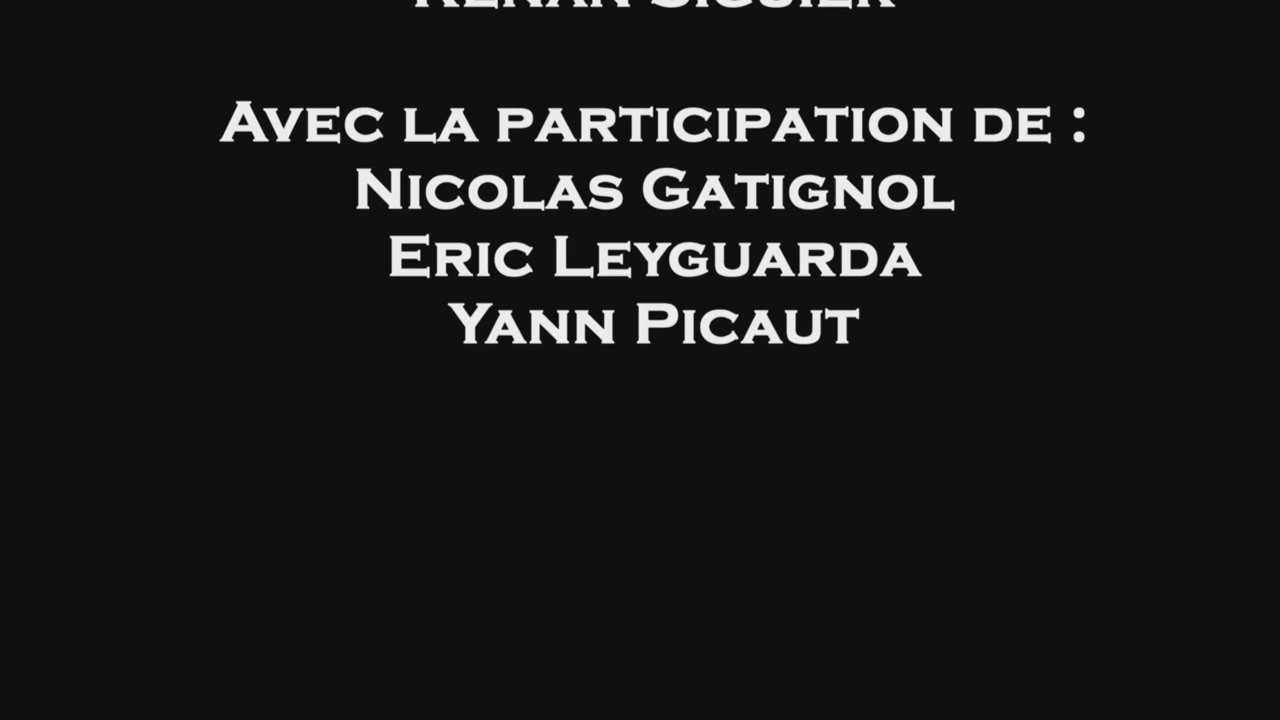 Avec la participation de :
Nicolas Gatignol
Eric Leyguarda
Yann Picaut